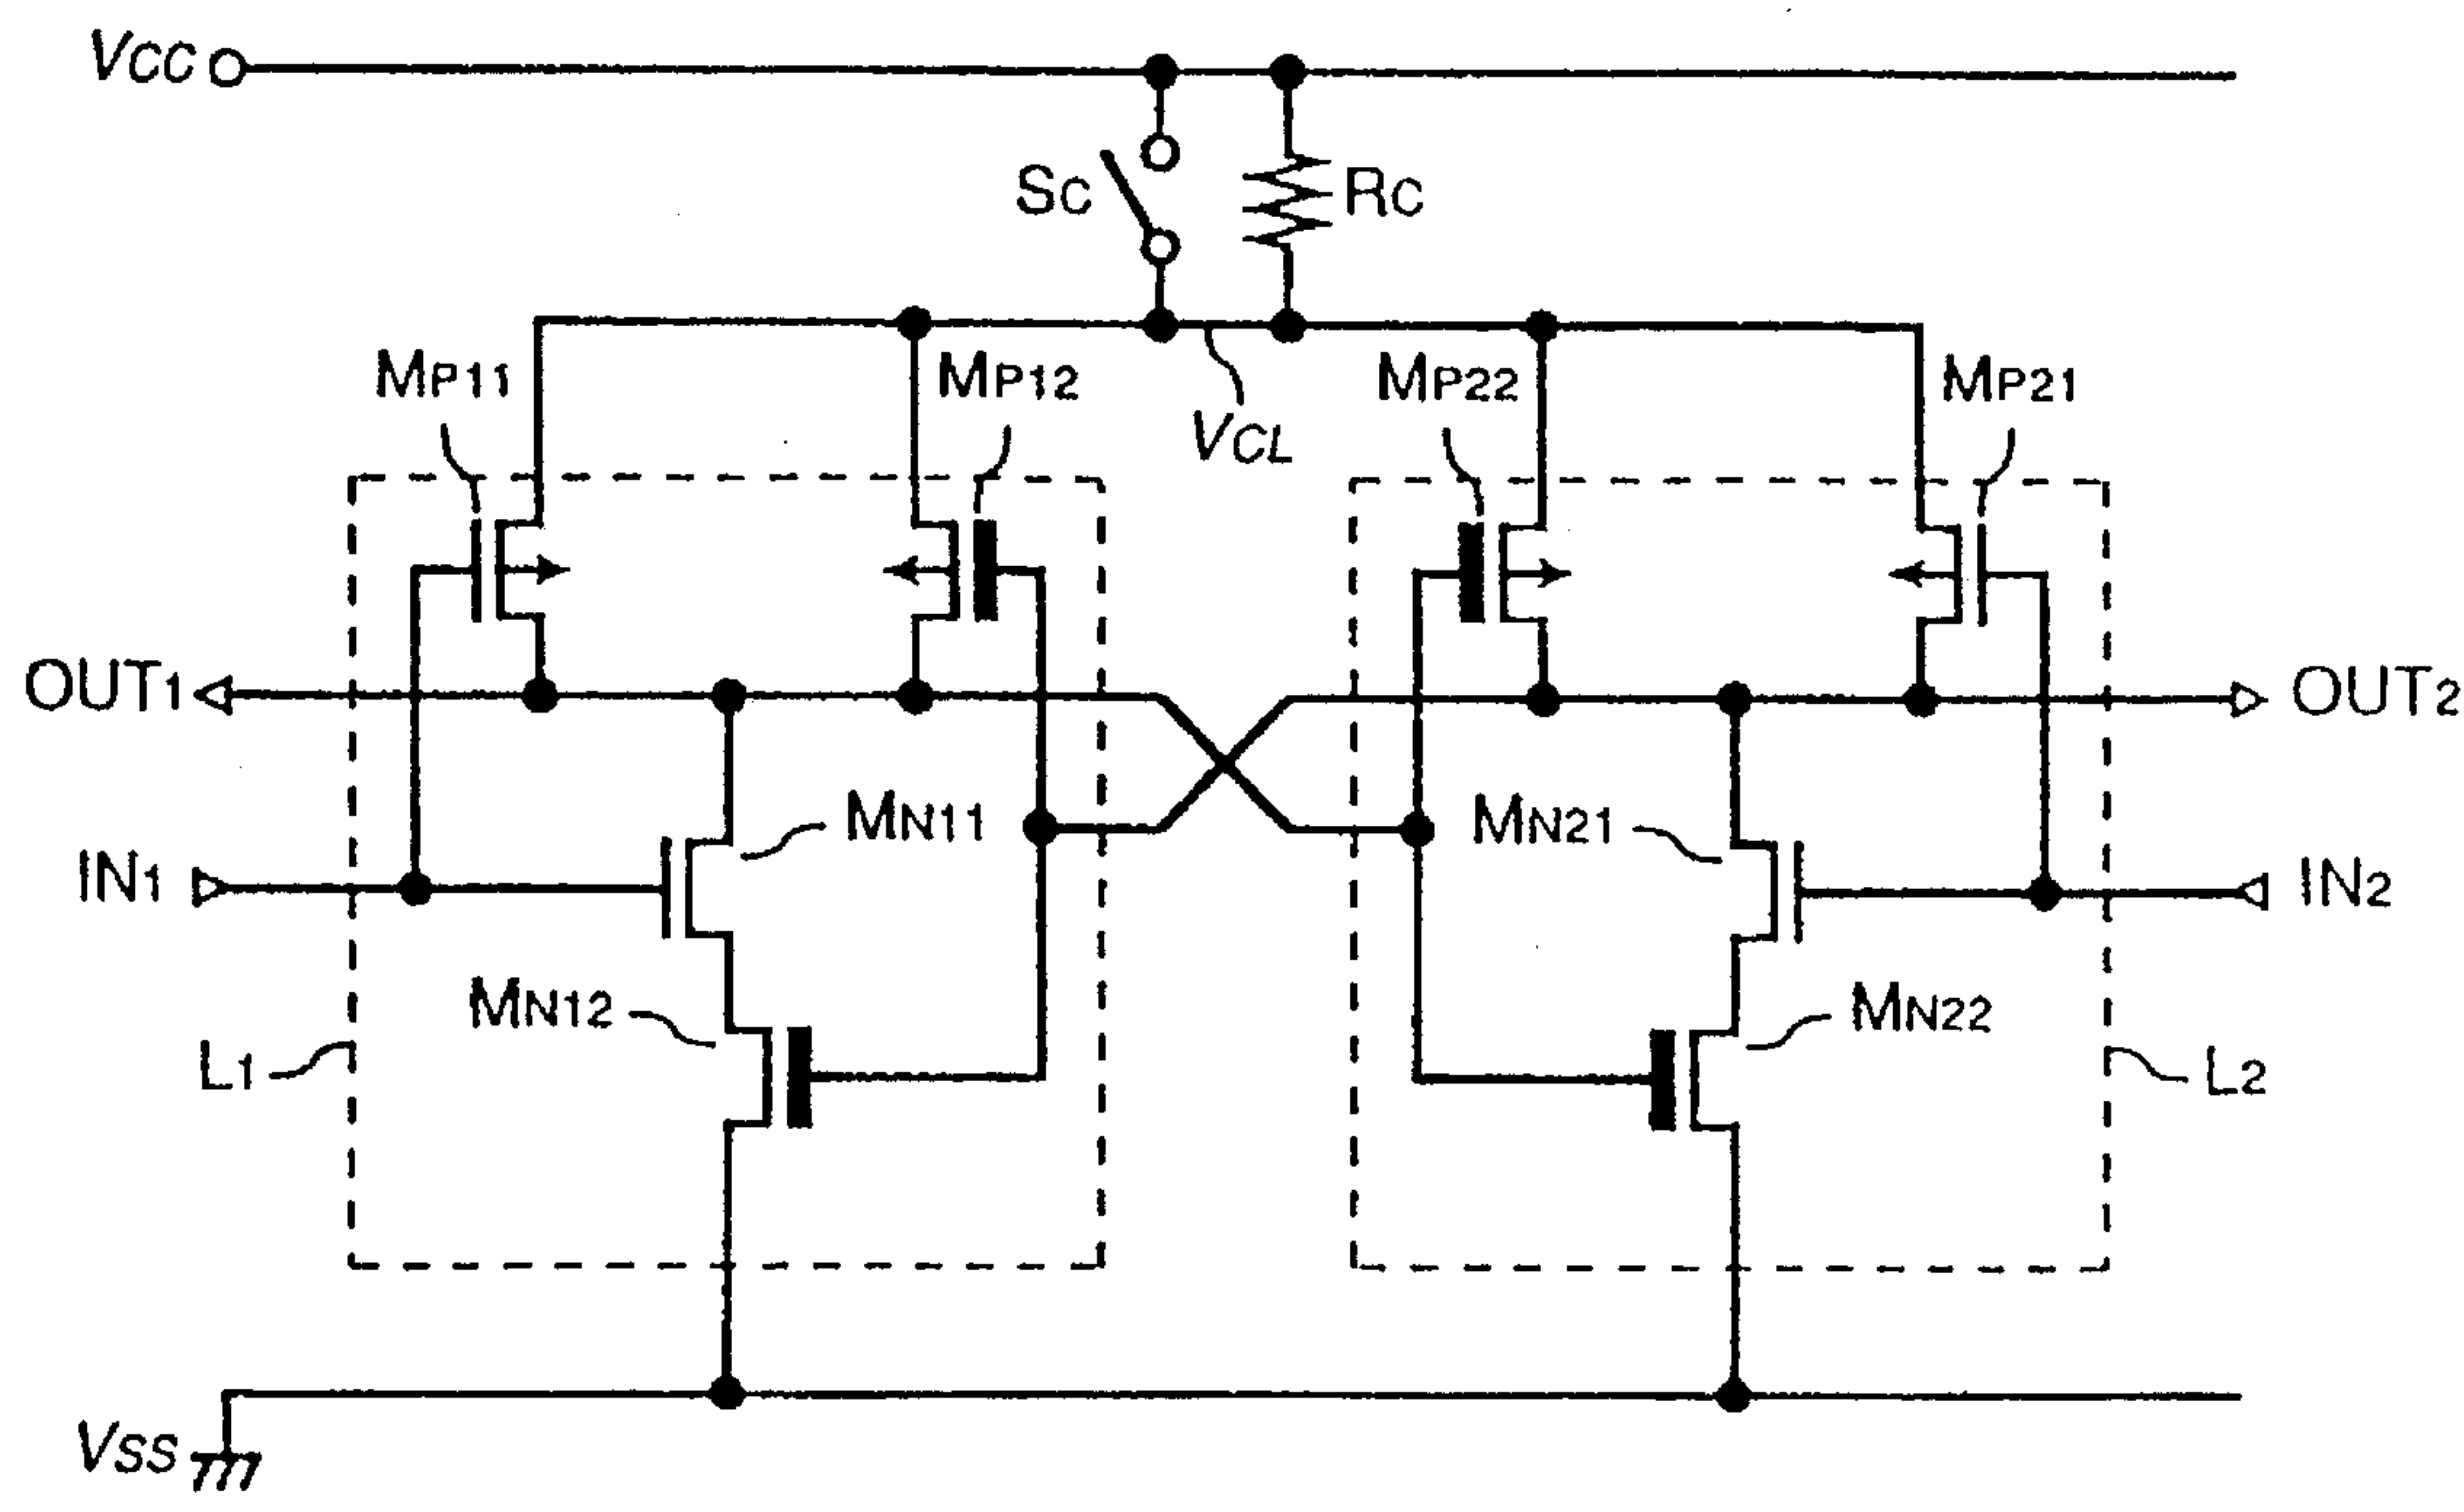 VCC
SC
RC
MP11
MP12
MP22
MP21
VCL
OUT1
OUT2
MN11
MN21
IN1
IN2
MN12
MN22
L1
L2
VSS